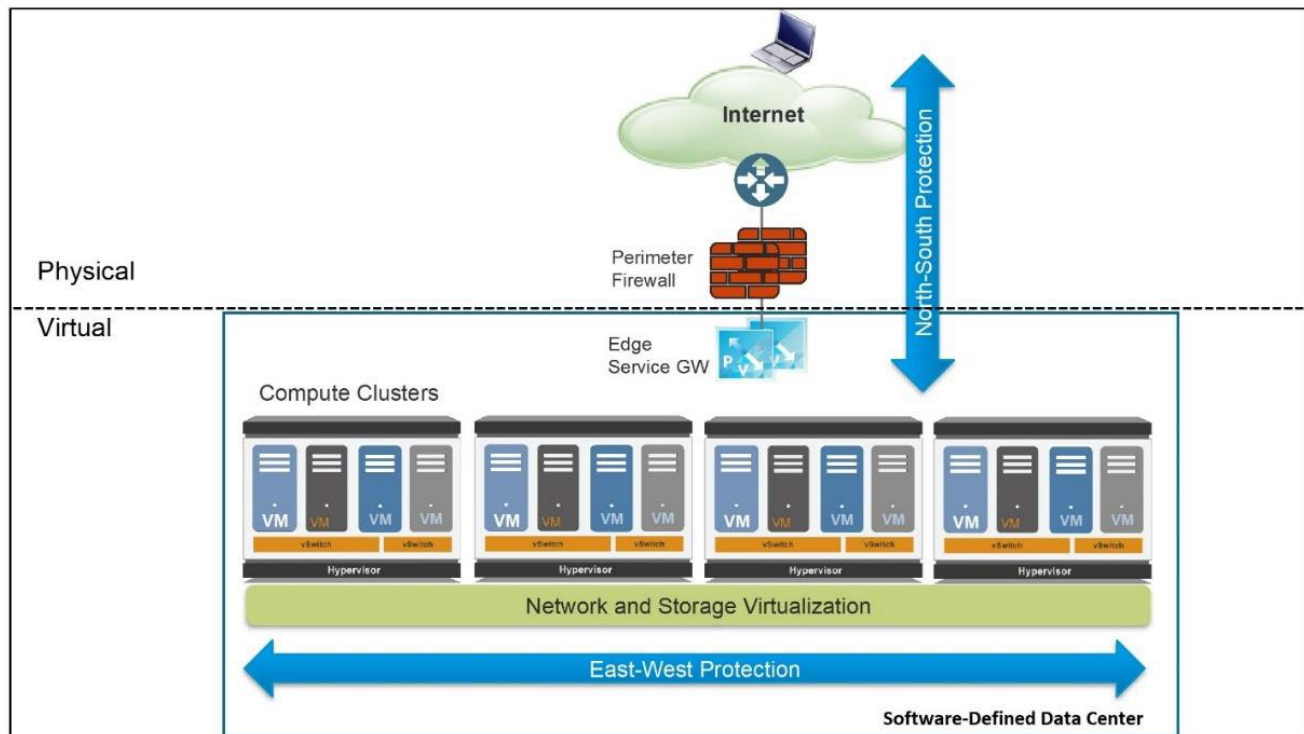 Internet
North-South Protection
Perimeter
Firewall
Physical
Virtual
Edge
Service GW
P V V
Compute Clusters
VM VM VM VM
vSwitch vSwitch
Hypervisor
VM VM VM VM
vSwitch vSwitch
Hypervisor
VM VM VM VM
vSwitch vSwitch
Hypervisor
VM VM VM VM
vSwitch vSwitch
Hypervisor
Network and Storage Virtualization
East-West Protection
Software-Defined Data Center